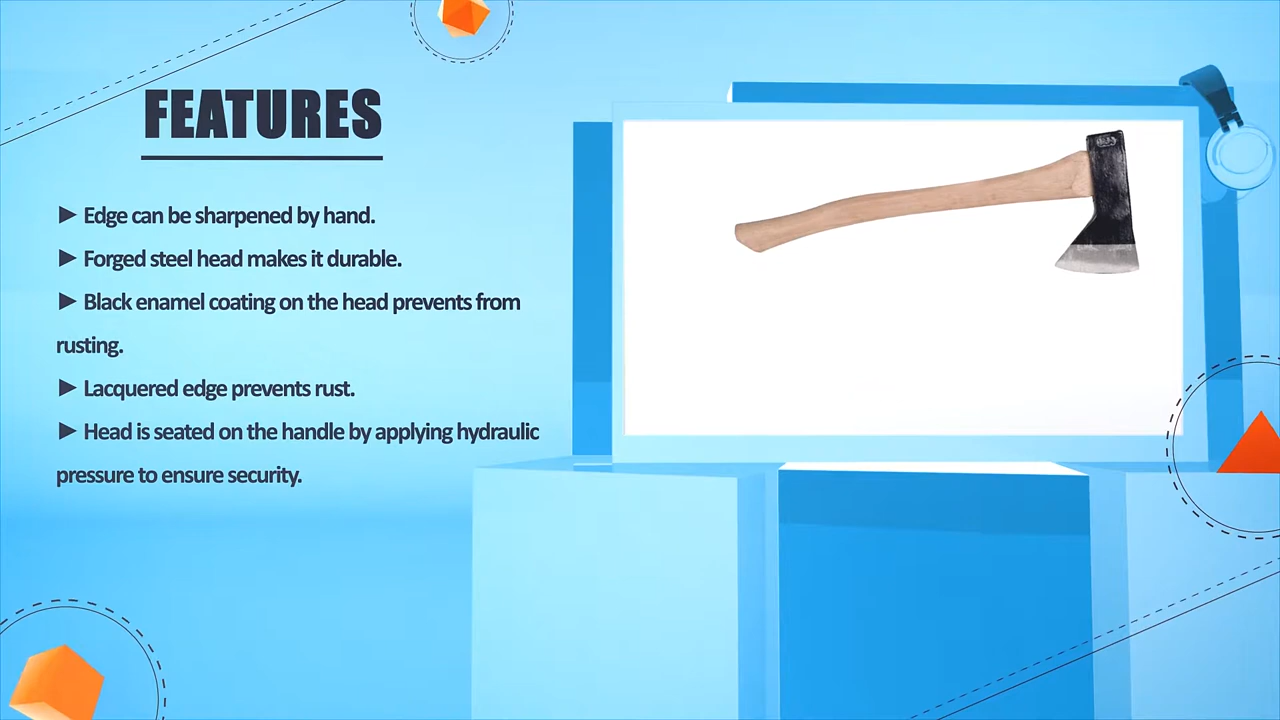 FEATURES
► Edge can be sharpened by hand.
► Forged steel head makes it durable.
► Black enamel coating on the head prevents from
rusting.
► Lacquered edge prevents rust.
► Head is seated on the handle by applying hydraulic
pressure to ensure security.